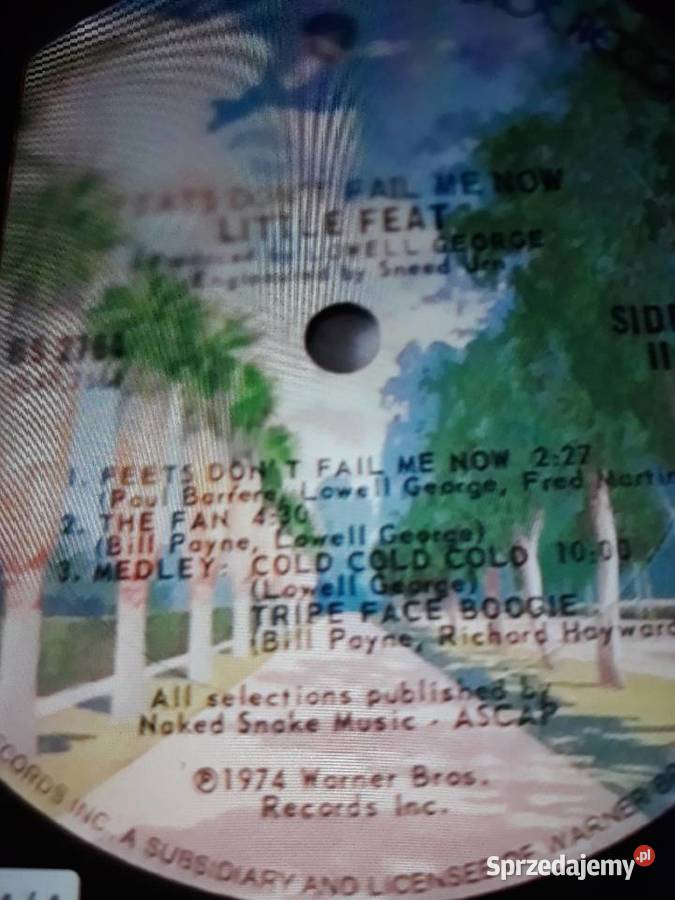 FEATS DON'T FAIL ME NOW
LITTLE FEAT
Produced by LOWELL GEORGE
Engineered by Sneed
SIDE
II
BS 2784
1. FEETS DON'T FAIL ME NOW 2:27
(Paul Barrere, Lowell George, Fred Martin
2. THE FAN 4:30
(Bill Payne, Lowell George)
3. MEDLEY: COLD COLD COLD 10:00
(Lowell George)
TRIPE FACE BOOGIE
(Bill Payne, Richard Hayward
All selections published by
Naked Snake Music - ASCAP
℗1974 Warner Bros.
Records Inc.
RECORDS INC., A SUBSIDIARY AND LICENSEE OF WARNER BR
Sprzedajemy.pl